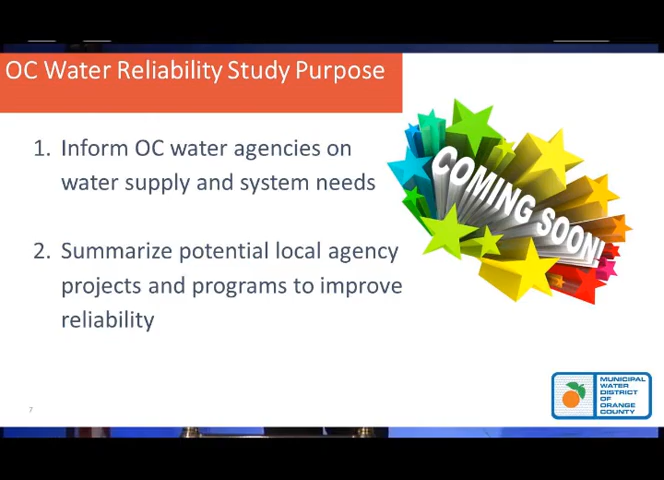 OC Water Reliability Study Purpose
1. Inform OC water agencies on
water supply and system needs
COMING SOON!
2. Summarize potential local agency
projects and programs to improve
reliability
MUNICIPAL
WATER
DISTRICT
OF
ORANGE
COUNTY
7